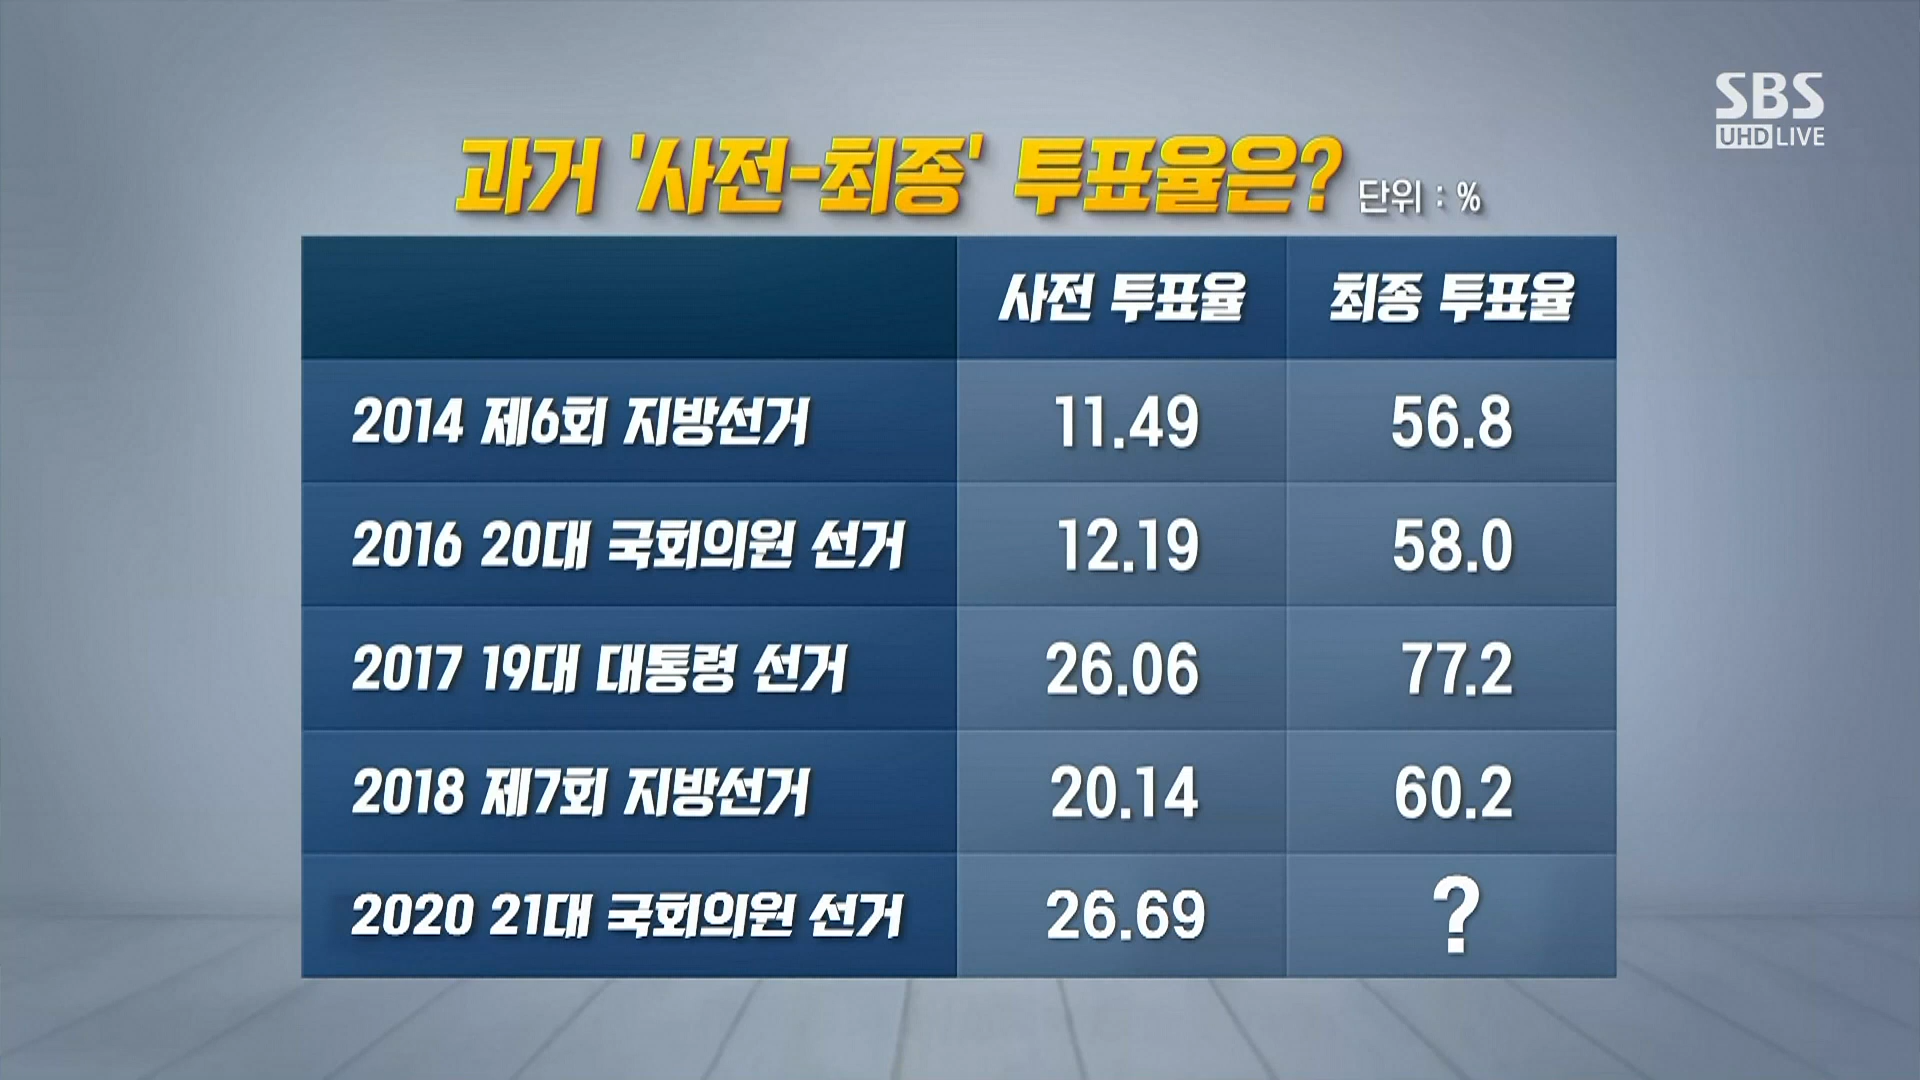 SBS
UHD LIVE
과거 '사전-최종' 투표율은? 단위 : %
사전 투표율 최종 투표율
2014 제6회 지방선거 11.49 56.8
2016 20대 국회의원 선거 12.19 58.0
2017 19대 대통령 선거 26.06 77.2
2018 제7회 지방선거 20.14 60.2
2020 21대 국회의원 선거 26.69 ?